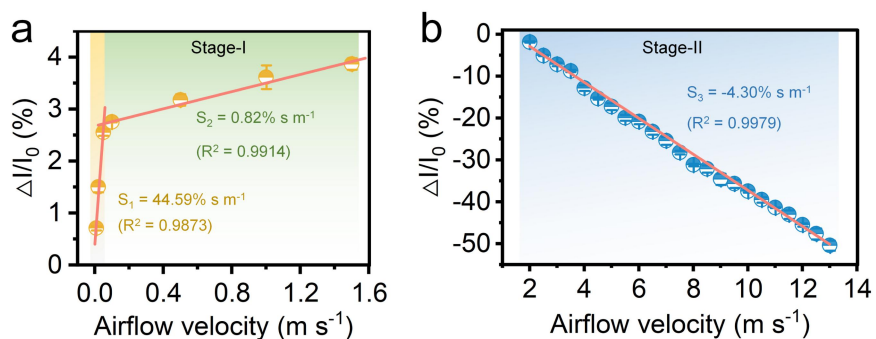 a
Stage-I
ΔI/I₀ (%)
4
3
2
1
0
S₂ = 0.82% s m⁻¹
(R² = 0.9914)
S₁ = 44.59% s m⁻¹
(R² = 0.9873)
0.0 0.4 0.8 1.2 1.6
Airflow velocity (m s⁻¹)
b
Stage-II
ΔI/I₀ (%)
0
-10
-20
-30
-40
-50
S₃ = -4.30% s m⁻¹
(R² = 0.9979)
2 4 6 8 10 12 14
Airflow velocity (m s⁻¹)